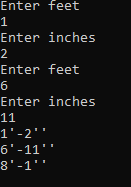 Enter feet
1
Enter inches
2
Enter feet
6
Enter inches
11
1'-2''
6'-11''
8'-1''